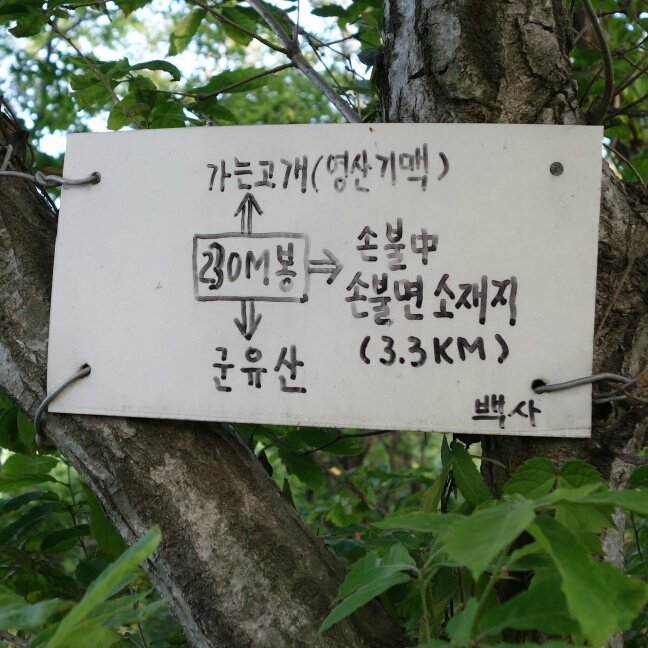 가는고개(영산기맥)
⇑
230M봉 ⇒ 손불中
손불면 소재지
(3.3KM)
⇓
군유산
백사